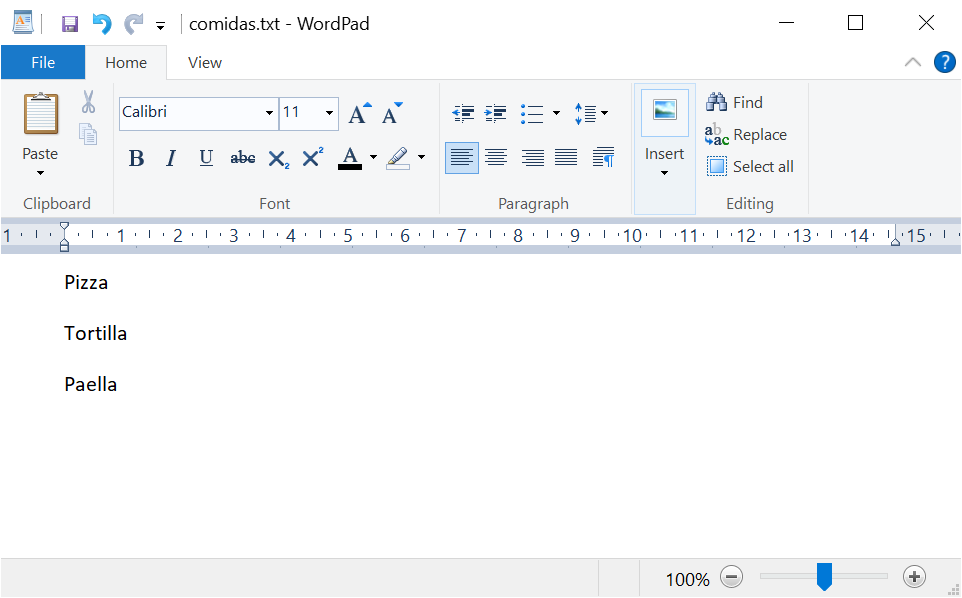 comidas.txt - WordPad
File Home View
Paste
Clipboard
Calibri 11
B I U abc X₂ X² A
Font
Paragraph
Insert
Find
Replace
Select all
Editing
1 1 2 3 4 5 6 7 8 9 10 11 12 13 14 15
Pizza
Tortilla
Paella
100%